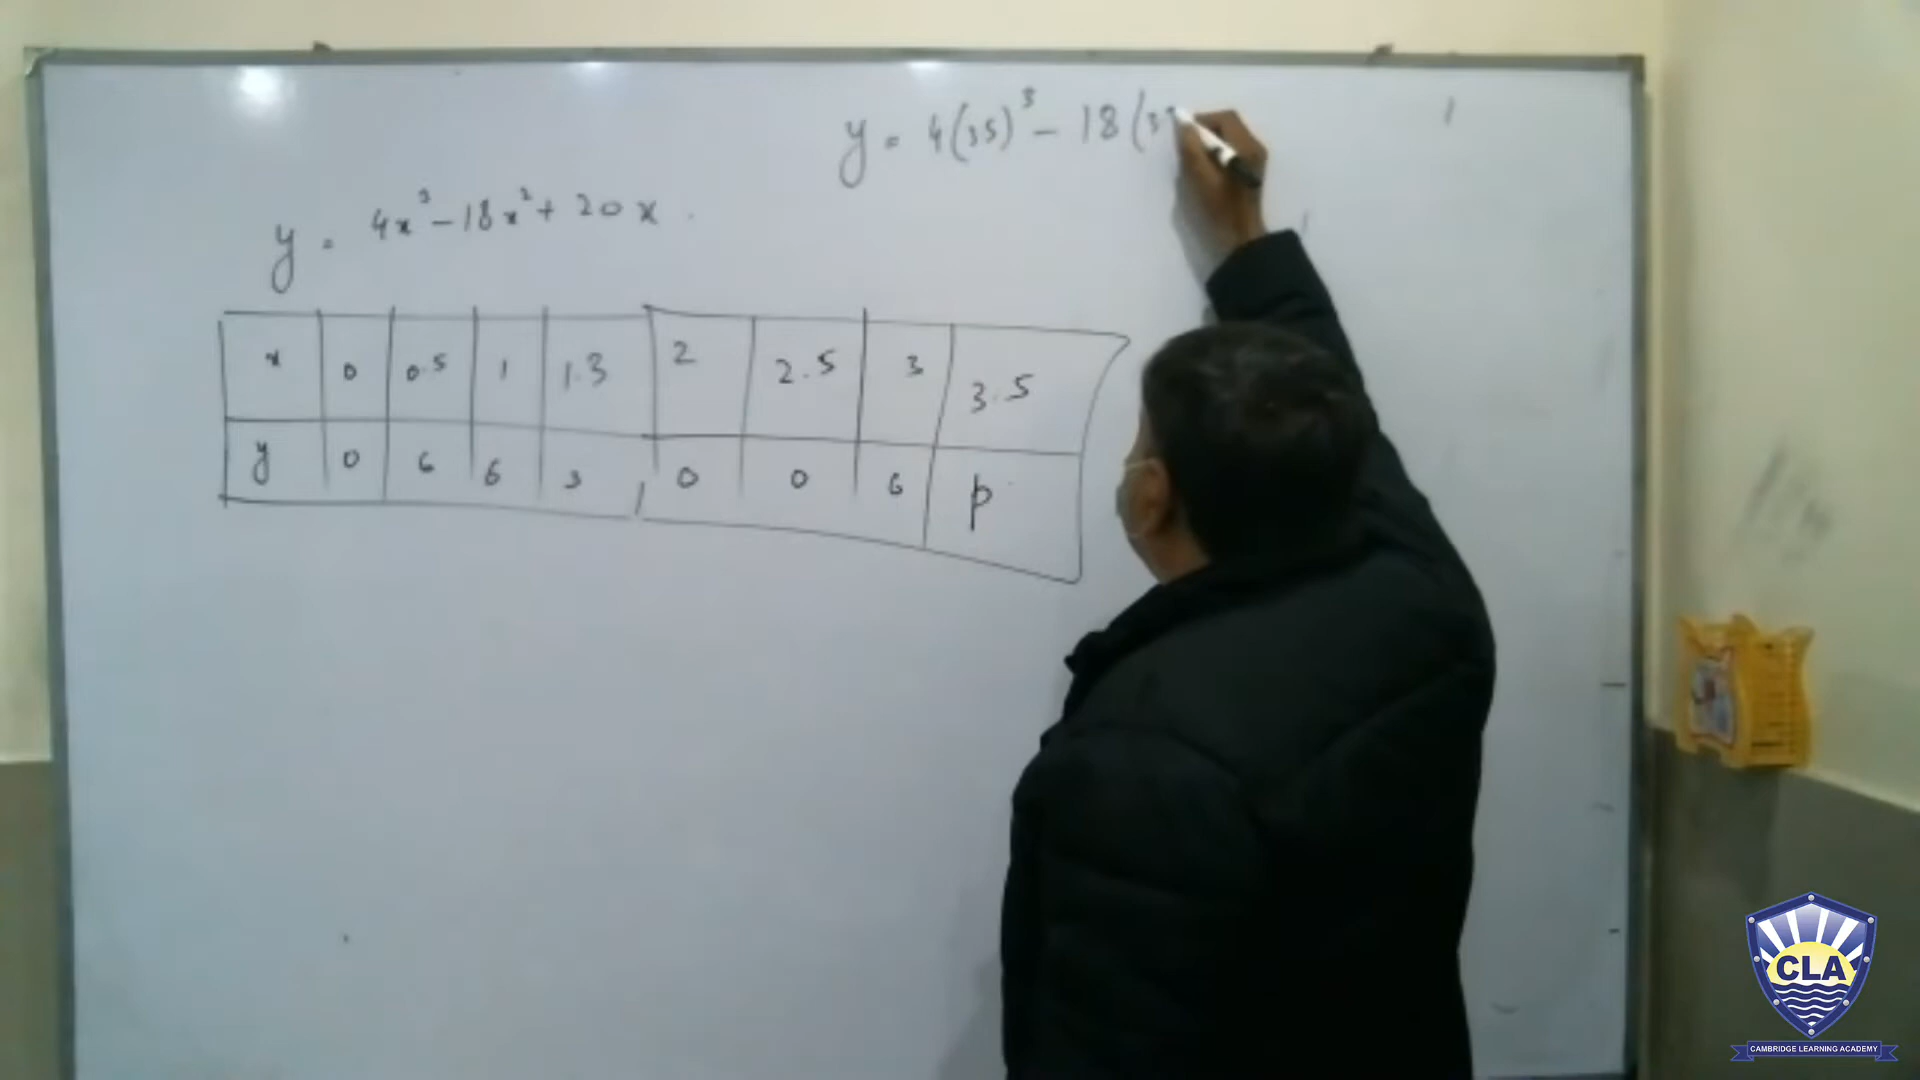 y = 4(3.5)³ - 18(3
y = 4x³ - 18x² + 20x
x 0 0.5 1 1.3 2 2.5 3 3.5
y 0 6 6 3 0 0 6 p
CLA
CAMBRIDGE LEARNING ACADEMY